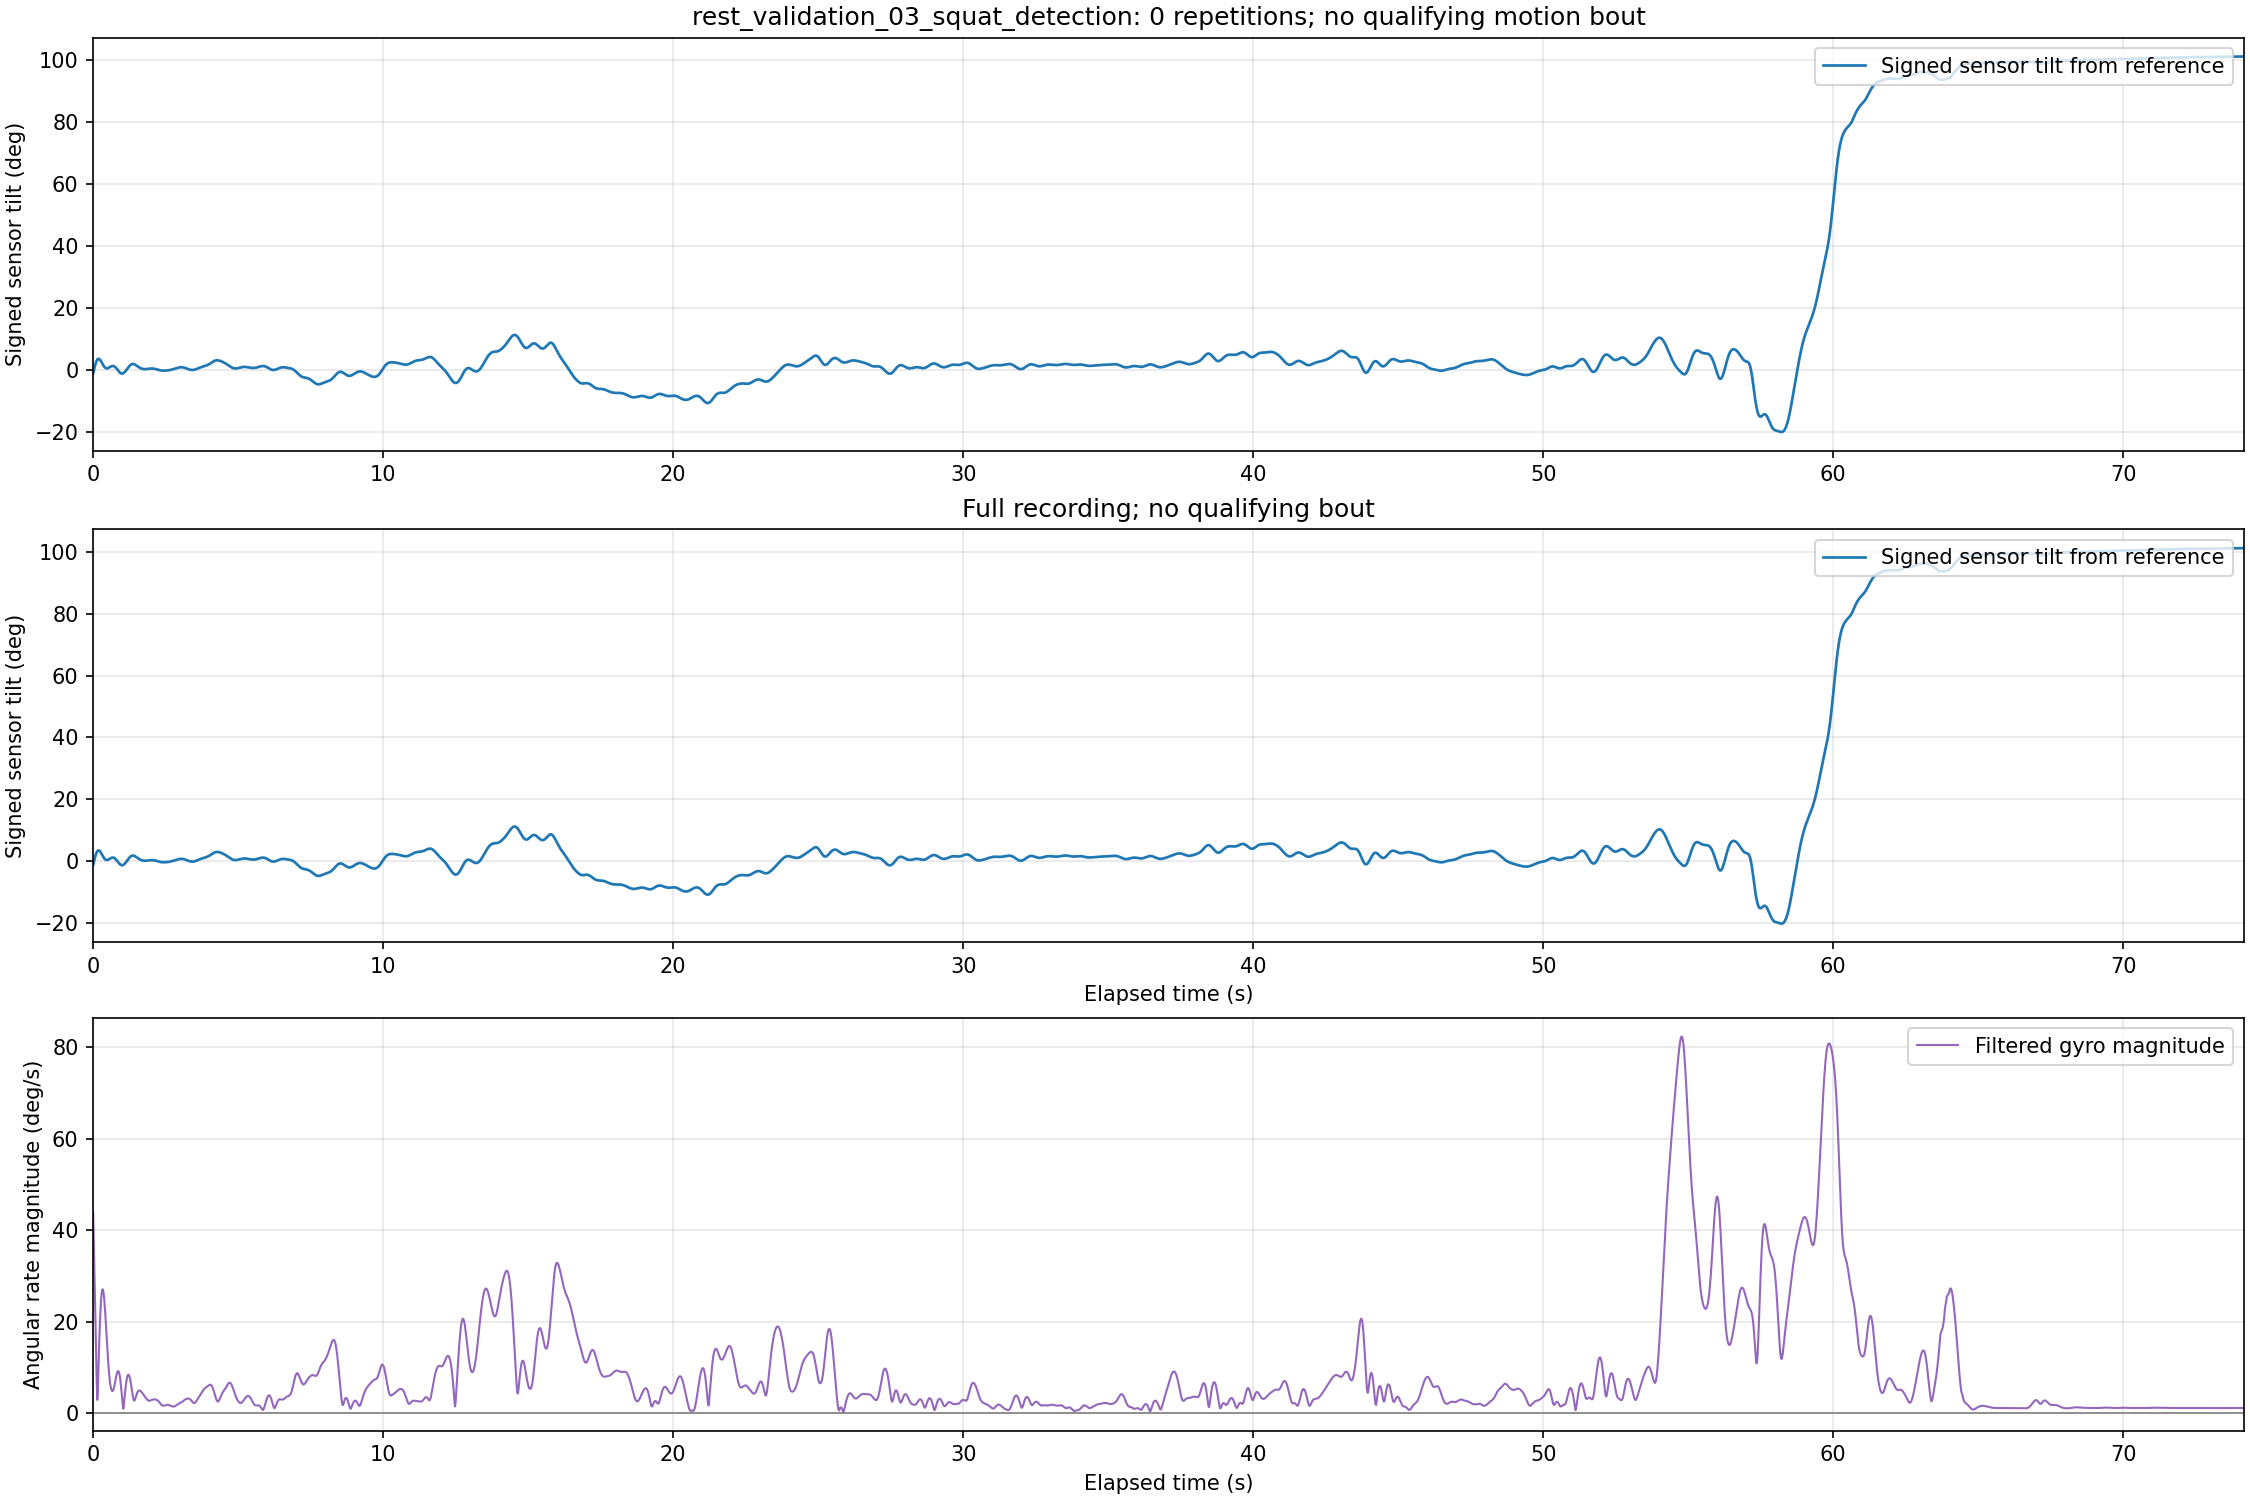 rest_validation_03_squat_detection: 0 repetitions; no qualifying motion bout
Signed sensor tilt (deg)
100
80
60
40
20
0
−20
Signed sensor tilt from reference
0 10 20 30 40 50 60 70
Full recording; no qualifying bout
Signed sensor tilt (deg)
100
80
60
40
20
0
−20
Signed sensor tilt from reference
0 10 20 30 40 50 60 70
Elapsed time (s)
Angular rate magnitude (deg/s)
80
60
40
20
0
Filtered gyro magnitude
0 10 20 30 40 50 60 70
Elapsed time (s)